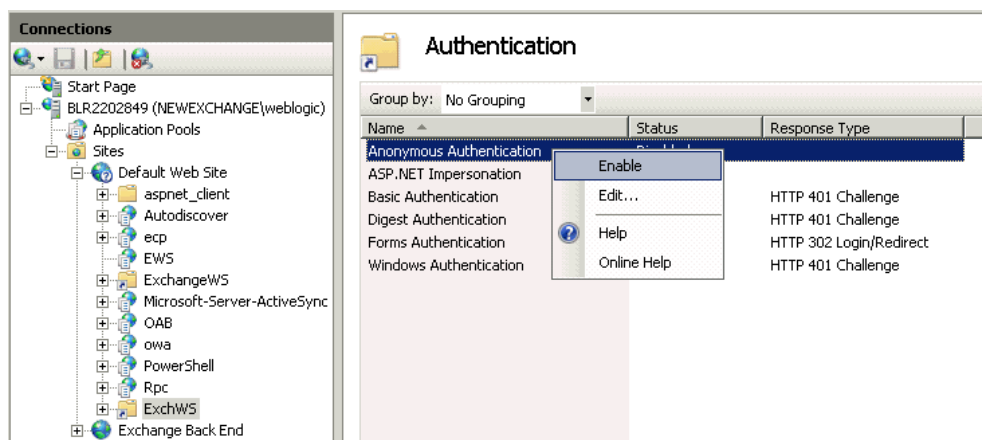 Connections
Start Page
BLR2202849 (NEWEXCHANGE\weblogic)
Application Pools
Sites
Default Web Site
aspnet_client
Autodiscover
ecp
EWS
ExchangeWS
Microsoft-Server-ActiveSync
OAB
owa
PowerShell
Rpc
ExchWS
Exchange Back End
Authentication
Group by: No Grouping
Name Status Response Type
Anonymous Authentication
ASP.NET Impersonation
Basic Authentication HTTP 401 Challenge
Digest Authentication HTTP 401 Challenge
Forms Authentication HTTP 302 Login/Redirect
Windows Authentication HTTP 401 Challenge
Enable
Edit...
Help
Online Help